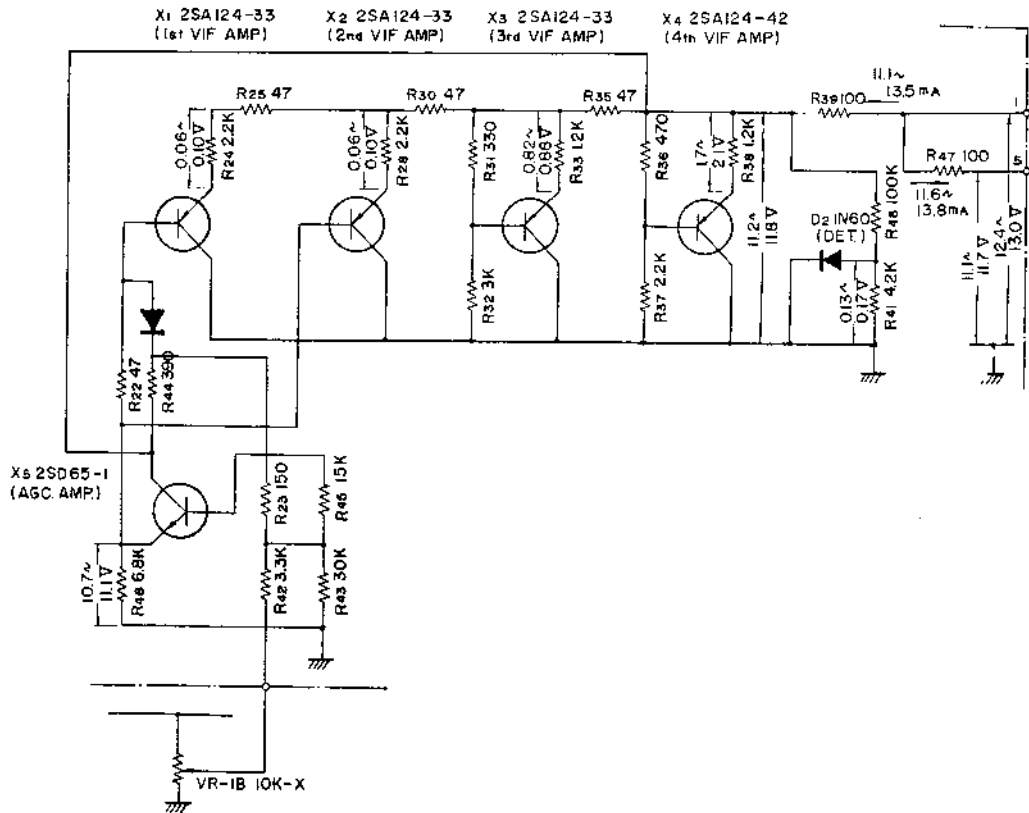 X1 2SA124-33
(1st VIF AMP)
X2 2SA124-33
(2nd VIF AMP)
X3 2SA124-33
(3rd VIF AMP)
X4 2SA124-42
(4th VIF AMP)
R25 47
R30 47
R35 47
R39 100
11.1~
13.5mA
1
0.06~
0.10V
R24 2.2K
0.06~
0.10V
R28 2.2K
R31 330
0.82~
0.88V
R33 1.2K
R36 470
1.7~
2.1V
R38 1.2K
11.2~
11.8V
R47 100
5
11.6~
13.8mA
D2 IN60
(DET.)
0.13~
0.17V
R41 4.2K
11.1~
11.7V
12.4~
13.0V
R32 3K
R37 2.2K
R22 47
R44 390
X5 2SD65-1
(AGC. AMP.)
R23 150
15K
10.7~
11.1V
6.8K
R42 3.3K
R43 30K
VR-1B 10K-X